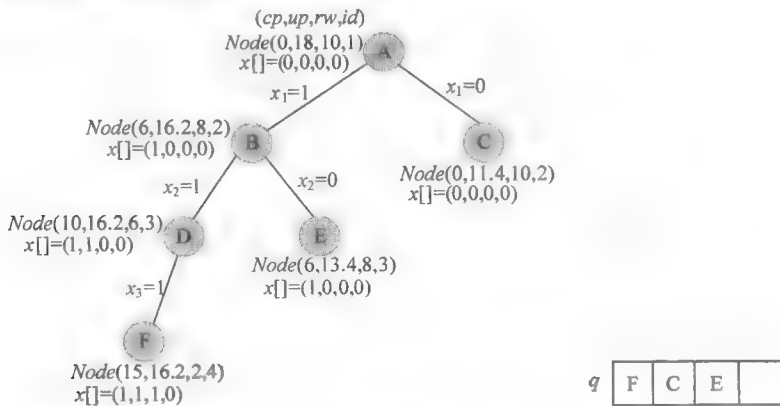 (cp,up,rw,id)
Node(0,18,10,1)
A
x[]=(0,0,0,0)
x₁=1
x₁=0
Node(6,16.2,8,2)
x[]=(1,0,0,0)
B
C
Node(0,11.4,10,2)
x[]=(0,0,0,0)
x₂=1
x₂=0
Node(10,16.2,6,3)
x[]=(1,1,0,0)
D
E
Node(6,13.4,8,3)
x[]=(1,0,0,0)
x₃=1
F
Node(15,16.2,2,4)
x[]=(1,1,1,0)
q F C E